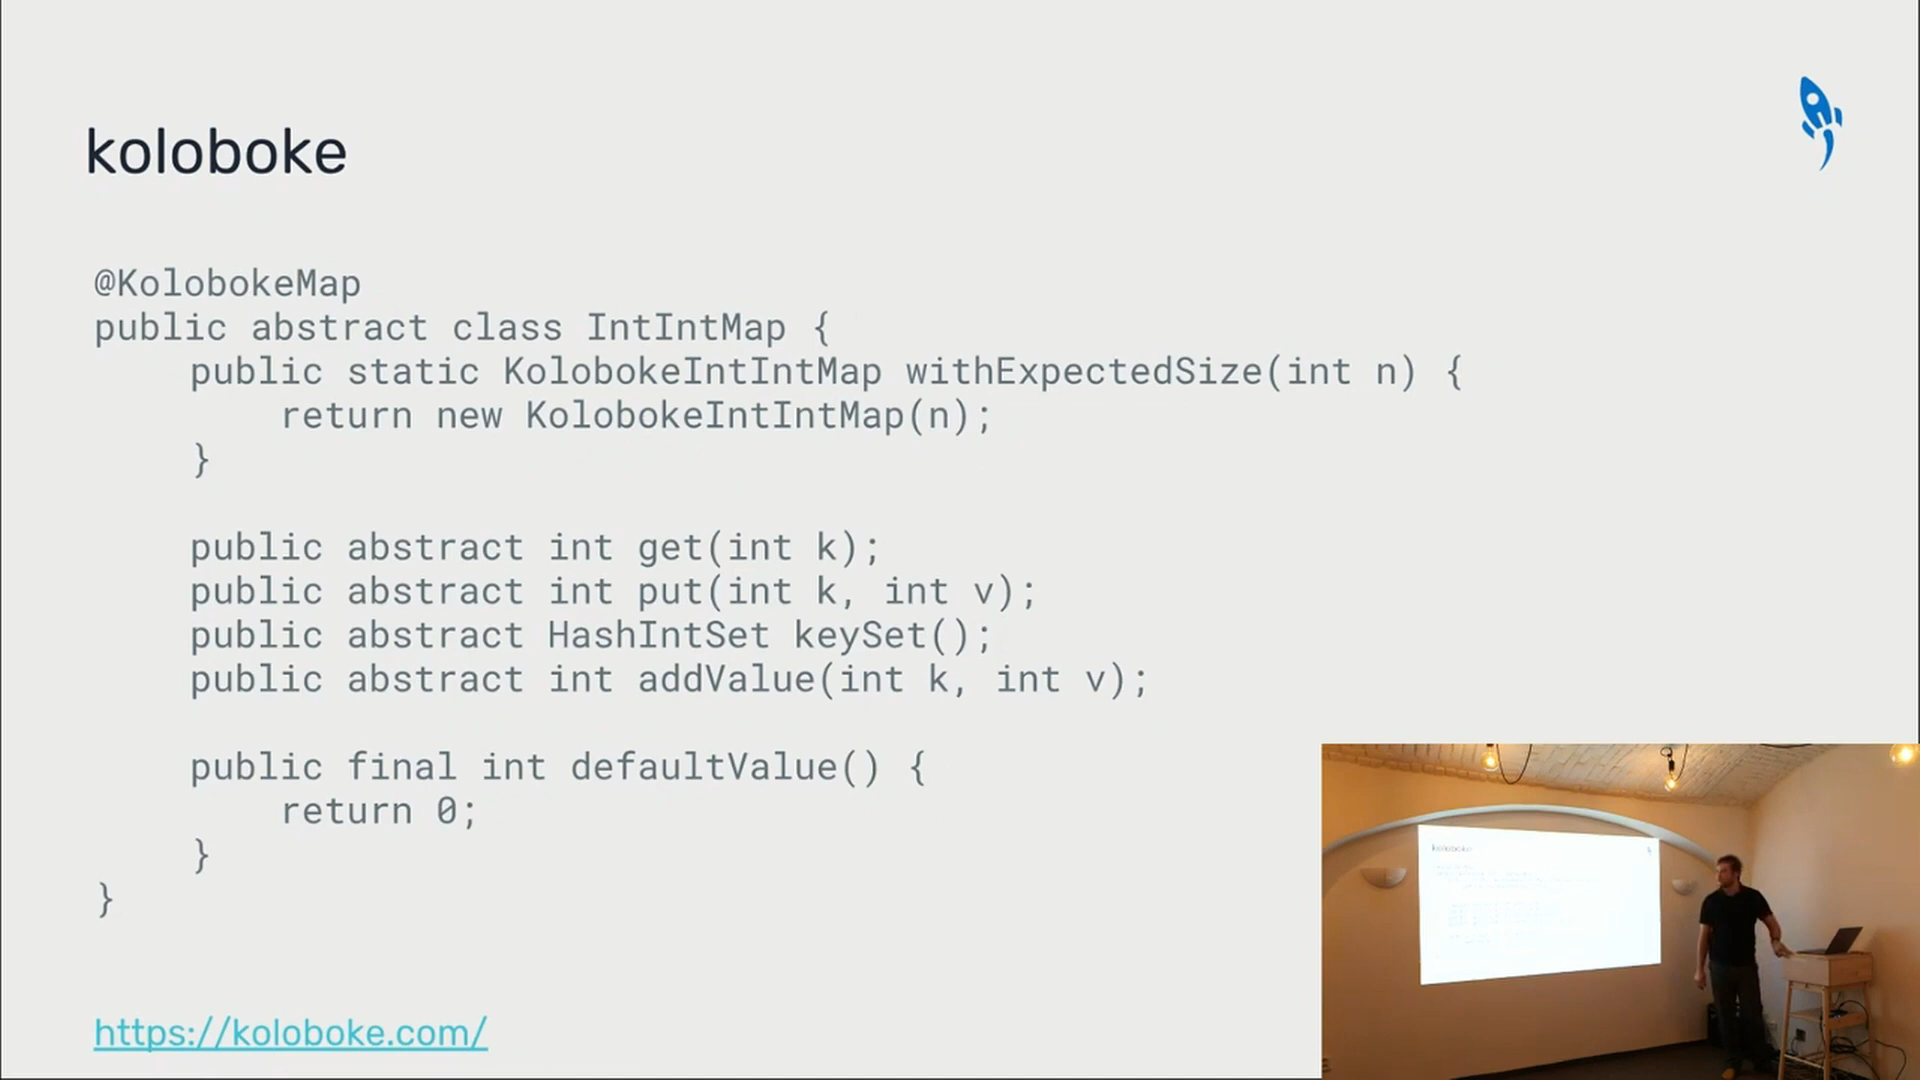 koloboke
@KolobokeMap
public abstract class IntIntMap {
public static KolobokeIntIntMap withExpectedSize(int n) {
return new KolobokeIntIntMap(n);
}
public abstract int get(int k);
public abstract int put(int k, int v);
public abstract HashIntSet keySet();
public abstract int addValue(int k, int v);
public final int defaultValue() {
return 0;
}
}
https://koloboke.com/
koloboke